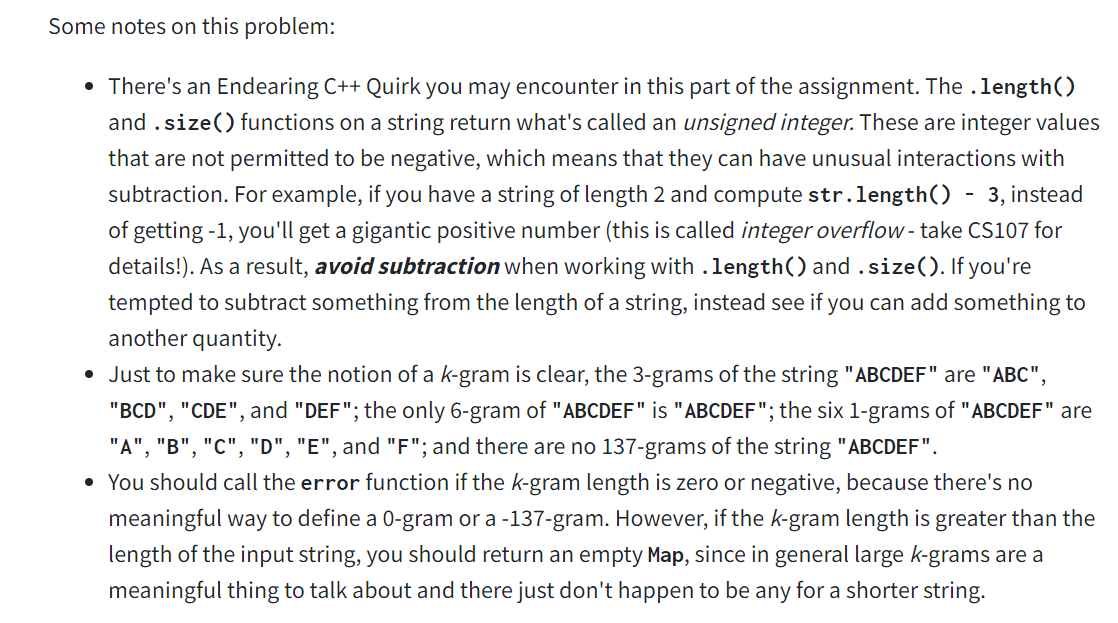 Some notes on this problem:
• There's an Endearing C++ Quirk you may encounter in this part of the assignment. The .length()
and .size() functions on a string return what's called an unsigned integer. These are integer values
that are not permitted to be negative, which means that they can have unusual interactions with
subtraction. For example, if you have a string of length 2 and compute str.length() - 3, instead
of getting -1, you'll get a gigantic positive number (this is called integer overflow - take CS107 for
details!). As a result, avoid subtraction when working with .length() and .size(). If you're
tempted to subtract something from the length of a string, instead see if you can add something to
another quantity.
• Just to make sure the notion of a k-gram is clear, the 3-grams of the string "ABCDEF" are "ABC",
"BCD", "CDE", and "DEF"; the only 6-gram of "ABCDEF" is "ABCDEF"; the six 1-grams of "ABCDEF" are
"A", "B", "C", "D", "E", and "F"; and there are no 137-grams of the string "ABCDEF".
• You should call the error function if the k-gram length is zero or negative, because there's no
meaningful way to define a 0-gram or a -137-gram. However, if the k-gram length is greater than the
length of the input string, you should return an empty Map, since in general large k-grams are a
meaningful thing to talk about and there just don't happen to be any for a shorter string.